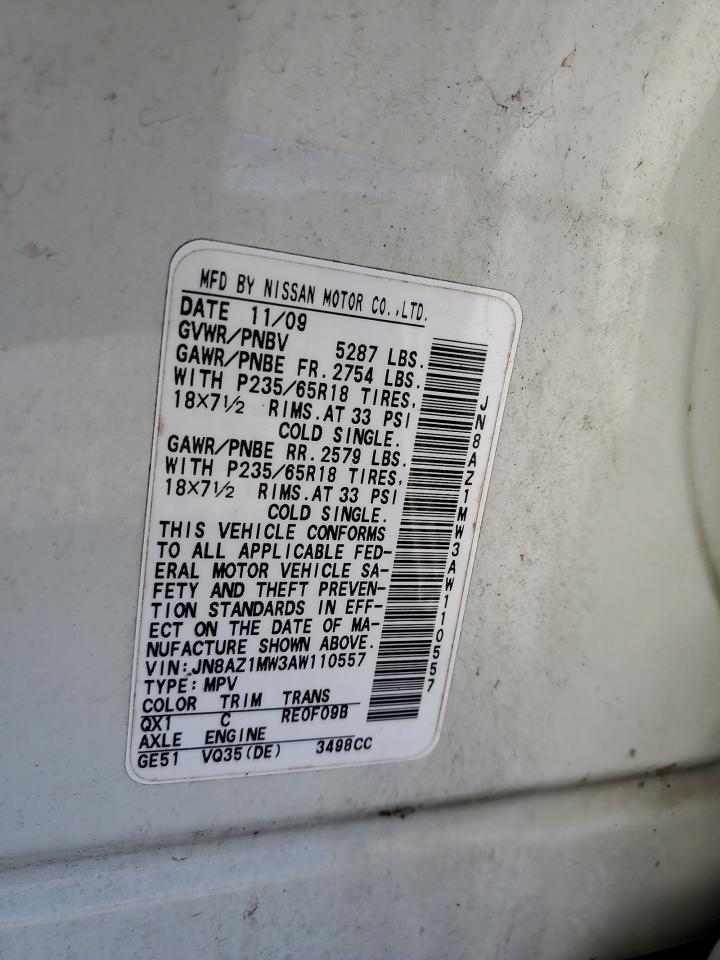 MFD BY NISSAN MOTOR CO.,LTD.
DATE 11/09
GVWR/PNBV 5287 LBS.
GAWR/PNBE FR. 2754 LBS.
WITH P235/65R18 TIRES,
18X7½ RIMS.AT 33 PSI
COLD SINGLE.
GAWR/PNBE RR. 2579 LBS.
WITH P235/65R18 TIRES,
18X7½ RIMS.AT 33 PSI
COLD SINGLE.
THIS VEHICLE CONFORMS
TO ALL APPLICABLE FED-
ERAL MOTOR VEHICLE SA-
FETY AND THEFT PREVEN-
TION STANDARDS IN EFF-
ECT ON THE DATE OF MA-
NUFACTURE SHOWN ABOVE.
VIN:JN8AZ1MW3AW110557
TYPE:MPV
COLOR TRIM TRANS
QX1 C RE0F09B
AXLE ENGINE
GE51 VQ35(DE) 3498CC
JN8AZ1MW3AW110557